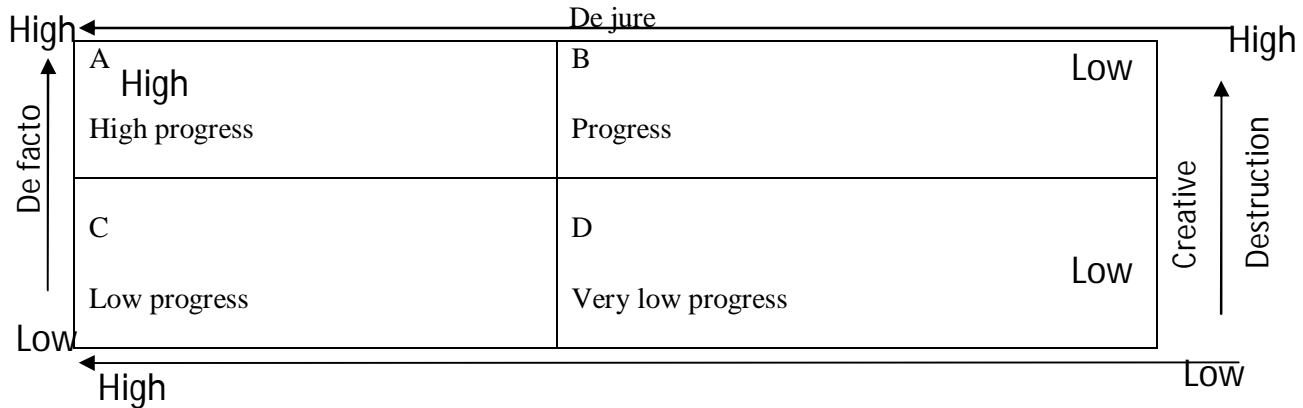 De jure
High
High
A
B
Low
High
High progress
Progress
De facto
Creative
Destruction
C
D
Low
Low progress
Very low progress
Low
Low
High